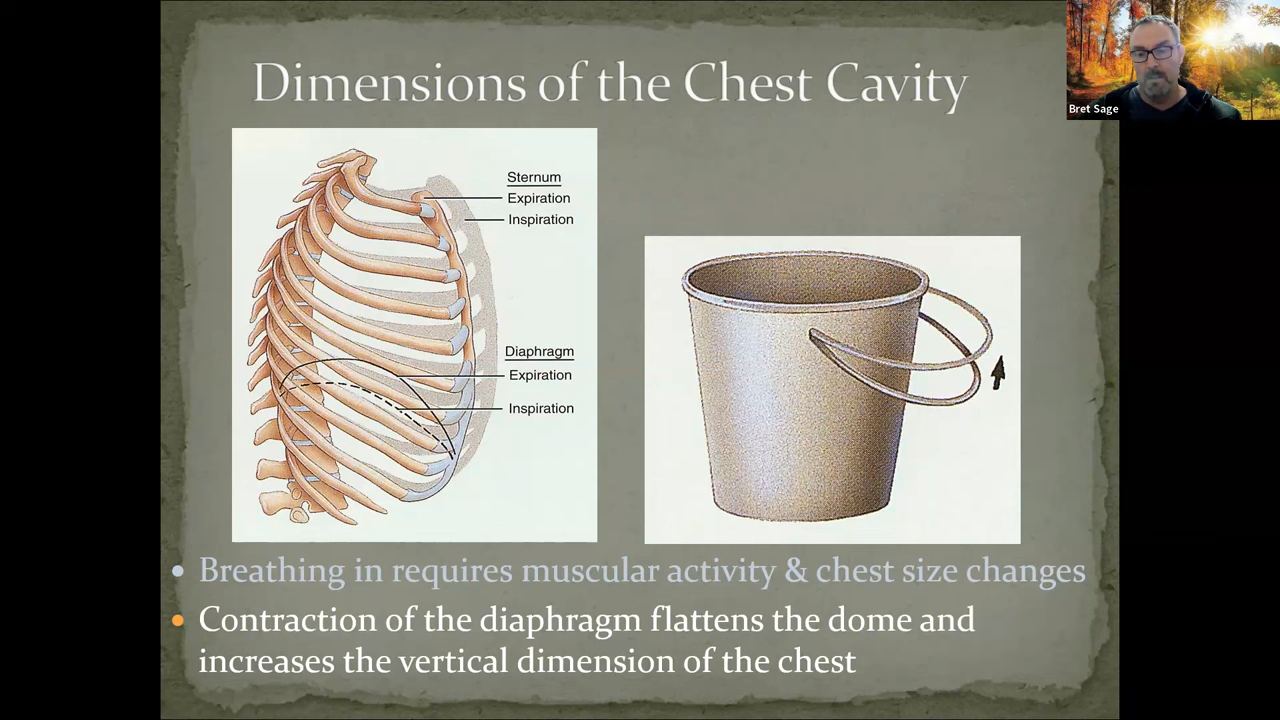 Dimensions of the Chest Cavity
Bret Sage
Sternum
Expiration
Inspiration
Diaphragm
Expiration
Inspiration
• Breathing in requires muscular activity & chest size changes
• Contraction of the diaphragm flattens the dome and
increases the vertical dimension of the chest